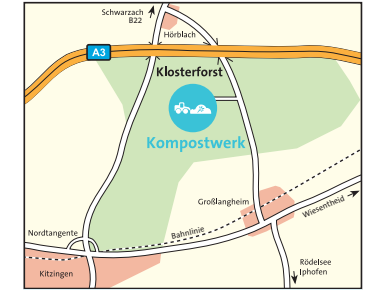 Schwarzach
B22
Hörblach
A3
Klosterforst
Kompostwerk
Großlangheim
Wiesentheid
Nordtangente
Bahnlinie
Rödelsee
Iphofen
Kitzingen